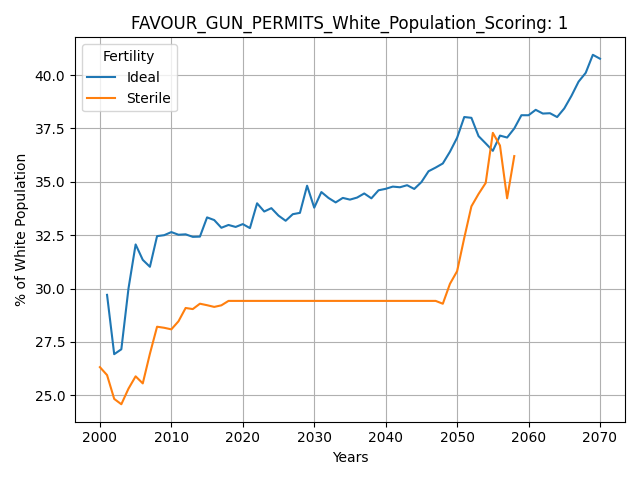 FAVOUR_GUN_PERMITS_White_Population_Scoring: 1
Fertility
Ideal
Sterile
% of White Population
40.0
37.5
35.0
32.5
30.0
27.5
25.0
2000 2010 2020 2030 2040 2050 2060 2070
Years